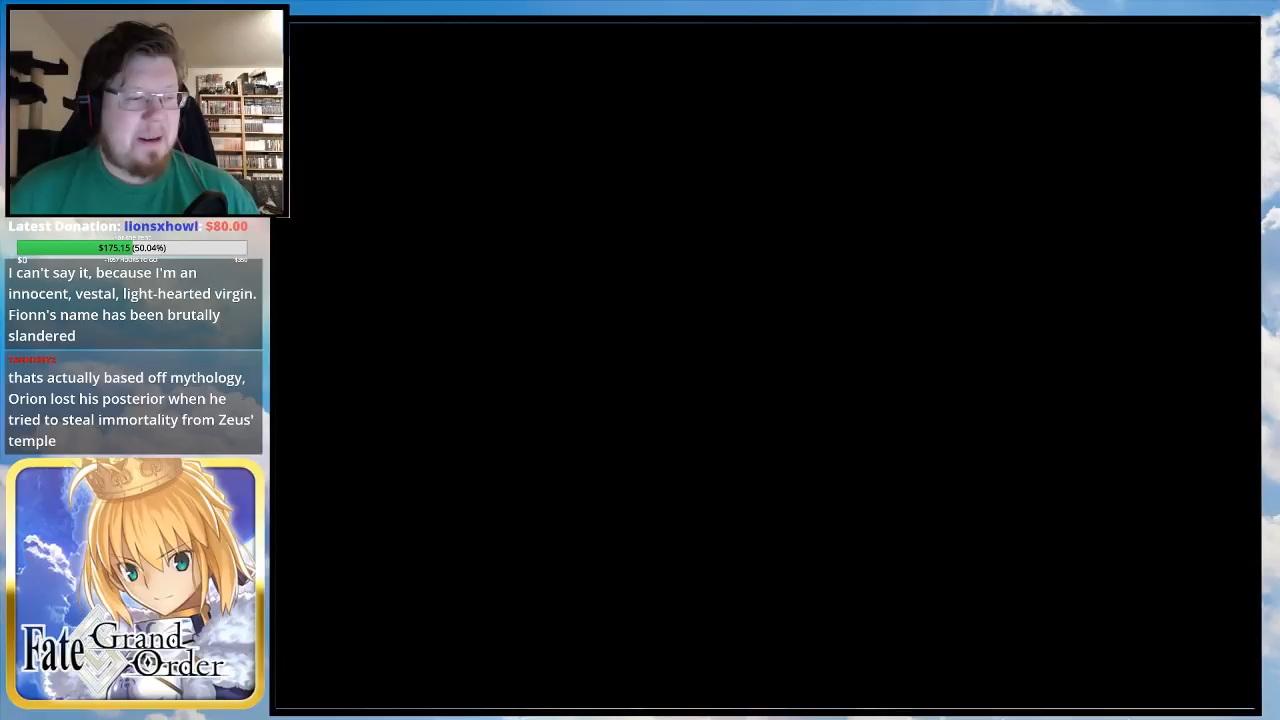 Latest Donation: lionsxhowl: $80.00
$175.15 (50.04%)
$0
$350
I can't say it, because I'm an
innocent, vestal, light-hearted virgin.
Fionn's name has been brutally
slandered
thats actually based off mythology,
Orion lost his posterior when he
tried to steal immortality from Zeus'
temple
Fate
Grand
Order